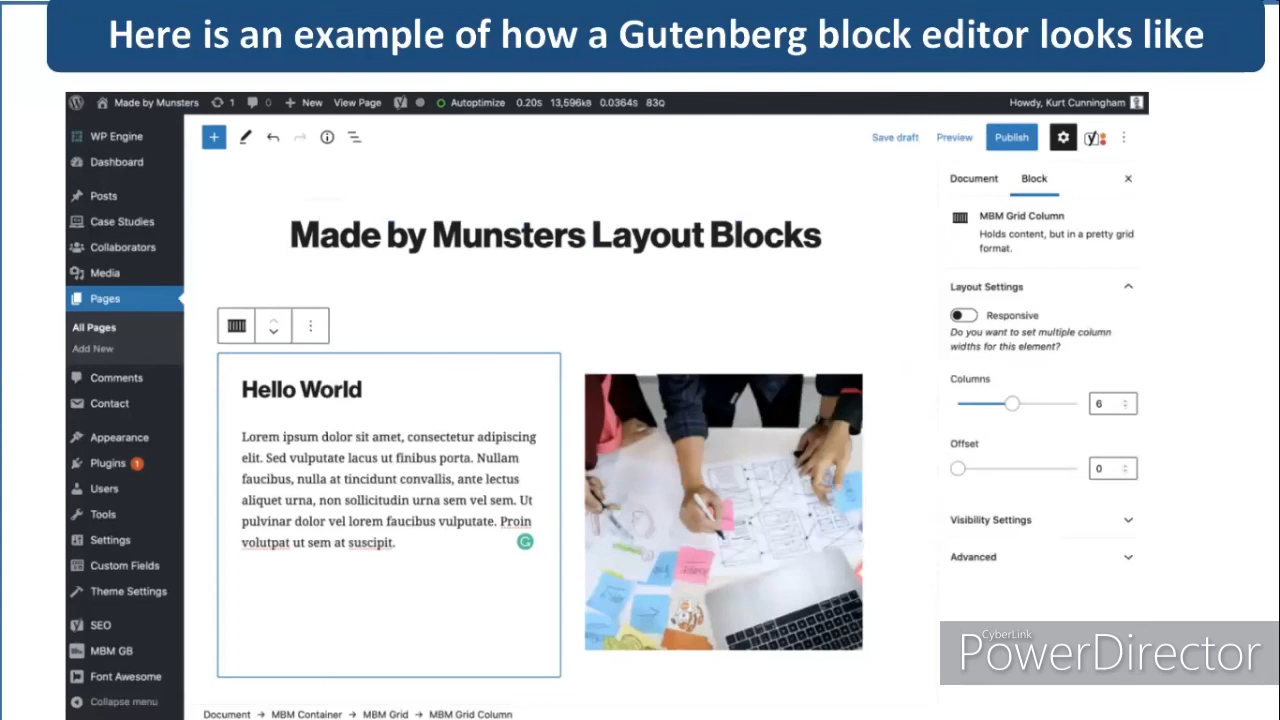 Here is an example of how a Gutenberg block editor looks like
Made by Munsters 1 0 New View Page Autoptimize 0.20s 13,596kB 0.0364s 83Q Howdy, Kurt Cunningham
WP Engine
Dashboard
Posts
Case Studies
Collaborators
Media
Pages
All Pages
Add New
Comments
Contact
Appearance
Plugins 1
Users
Tools
Settings
Custom Fields
Theme Settings
SEO
MBM GB
Font Awesome
Collapse menu
Save draft Preview Publish
Made by Munsters Layout Blocks
Hello World
Lorem ipsum dolor sit amet, consectetur adipiscing
elit. Sed vulputate lacus ut finibus porta. Nullam
faucibus, nulla at tincidunt convallis, ante lectus
aliquet urna, non sollicitudin urna sem vel sem. Ut
pulvinar dolor vel lorem faucibus vulputate. Proin
volutpat ut sem at suscipit.
Document Block
MBM Grid Column
Holds content, but in a pretty grid
format.
Layout Settings
Responsive
Do you want to set multiple column
widths for this element?
Columns
6
Offset
0
Visibility Settings
Advanced
Document → MBM Container → MBM Grid → MBM Grid Column
CyberLink
PowerDirector